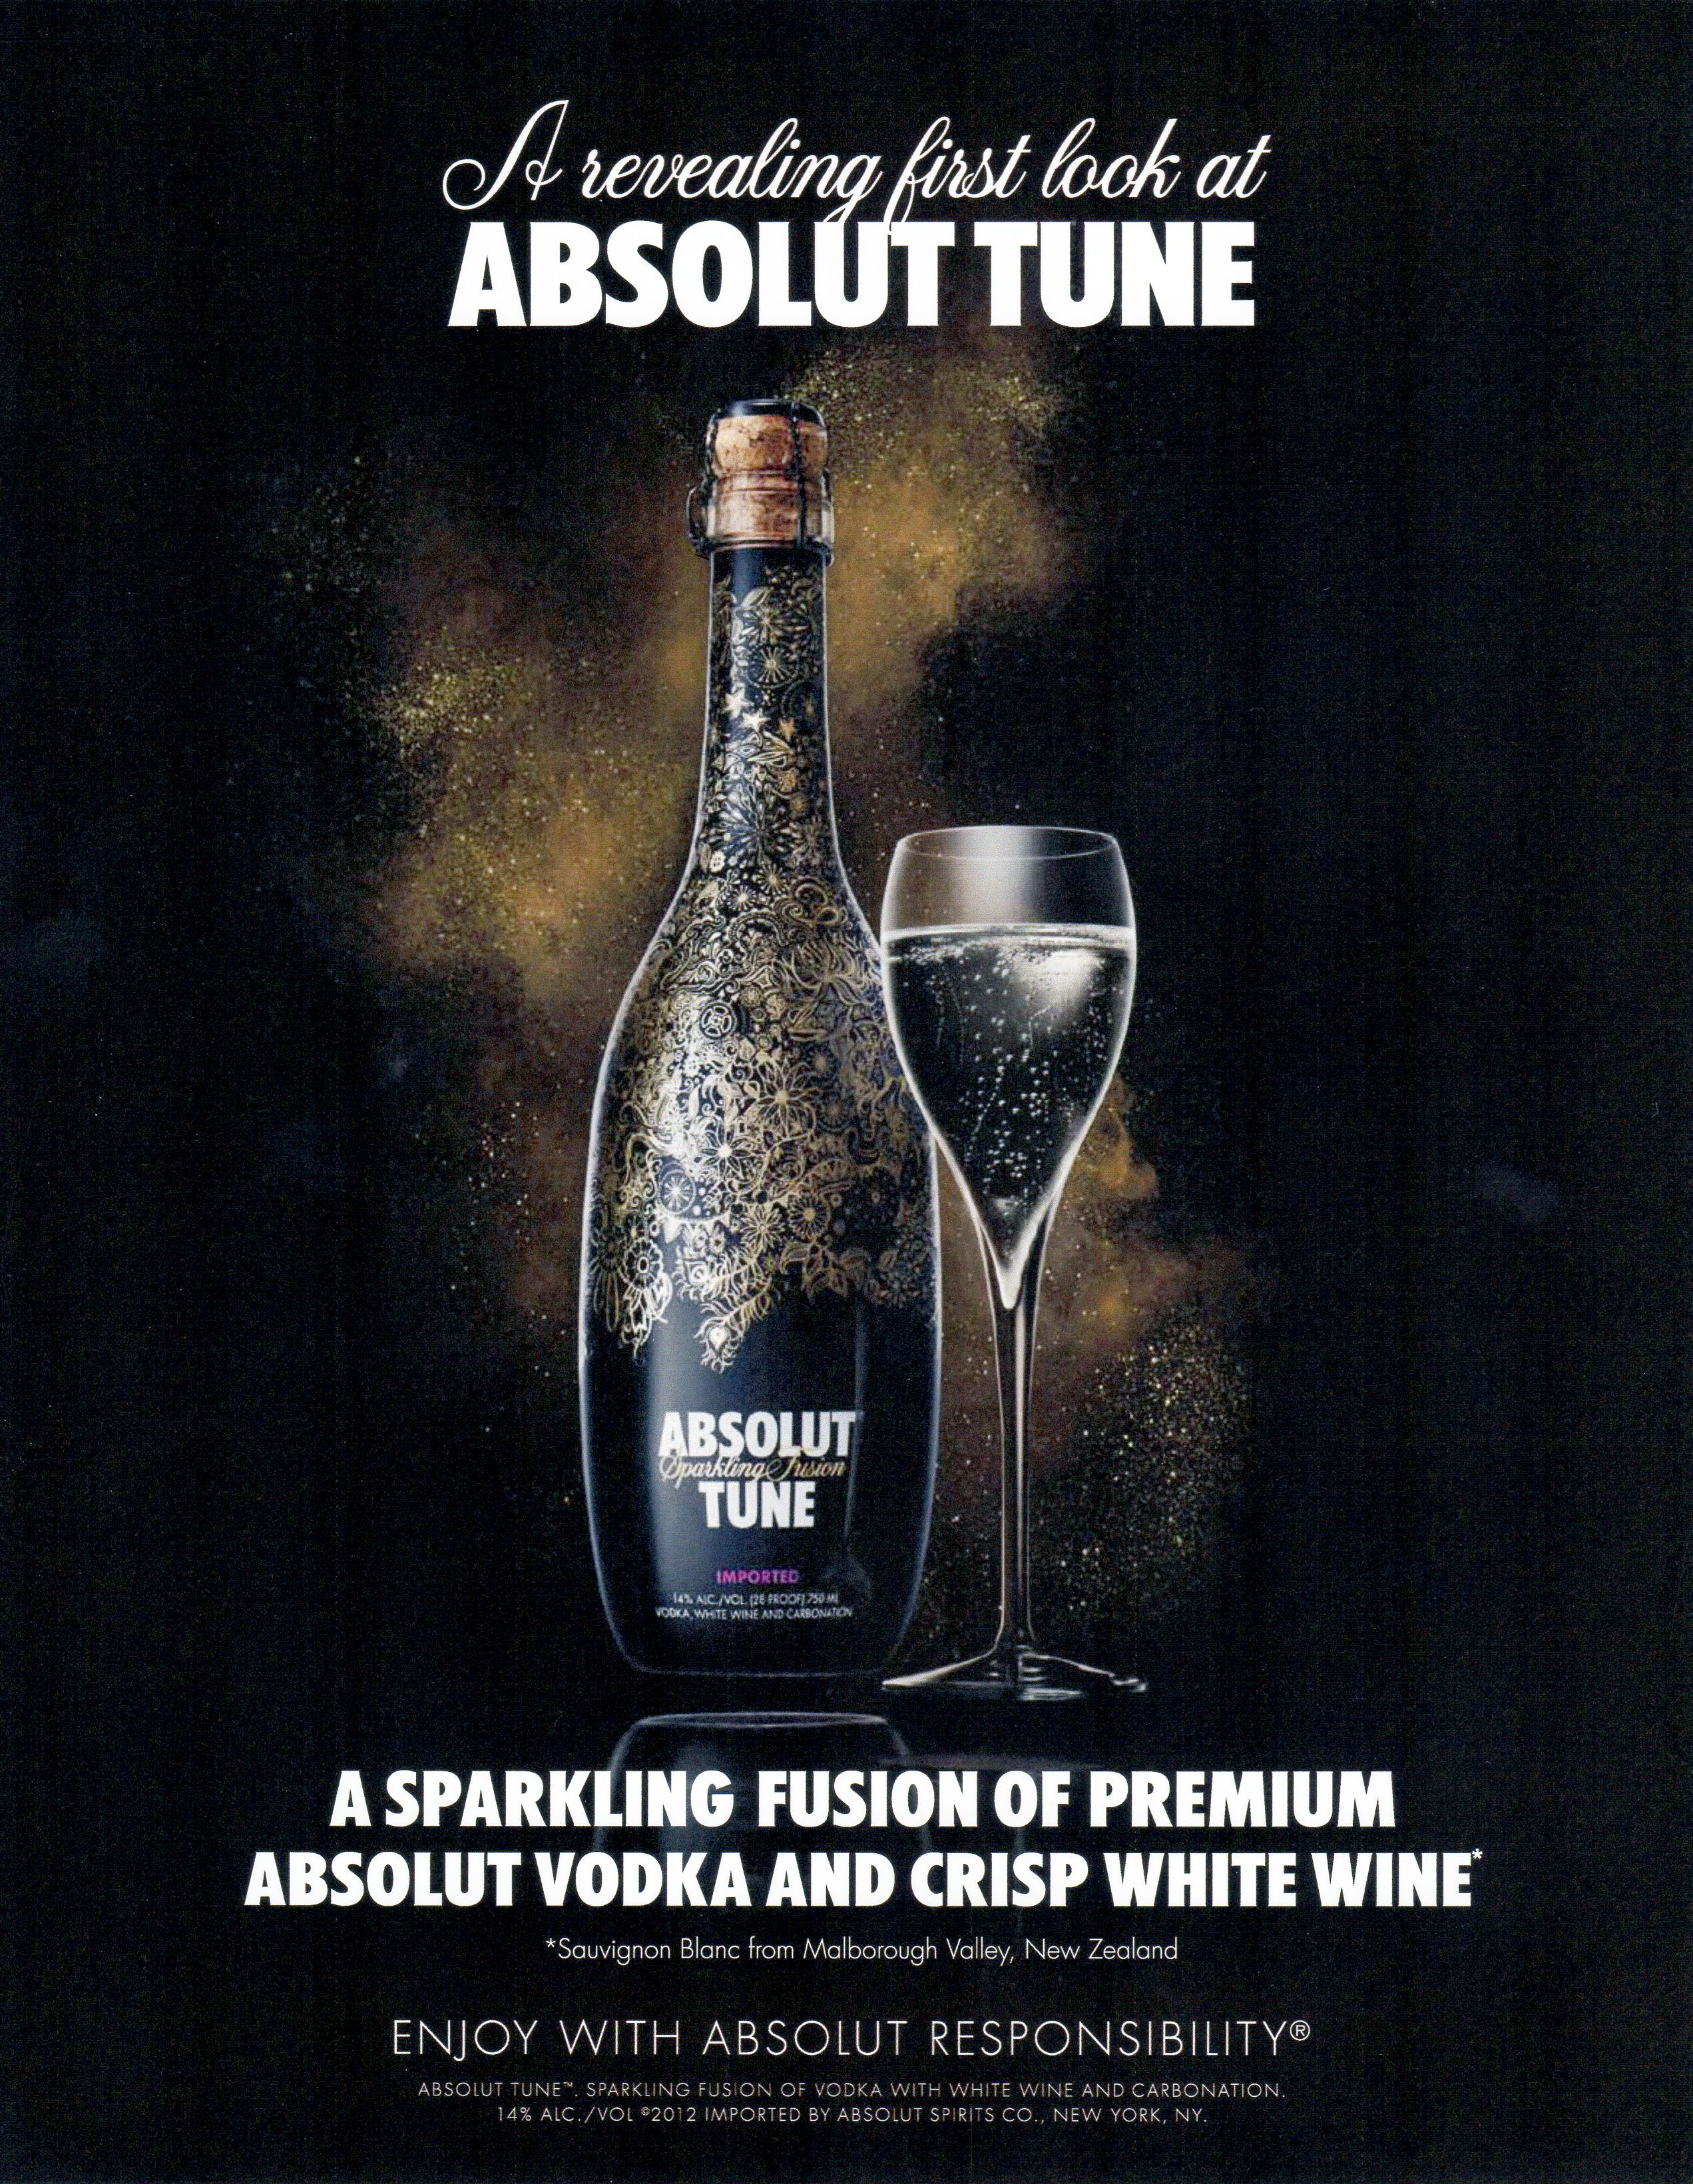 A revealing first look at
ABSOLUT TUNE
ABSOLUT
Sparkling Fusion
TUNE
IMPORTED
14% ALC./VOL. (28 PROOF) 750 ML
VODKA, WHITE WINE AND CARBONATION
A SPARKLING FUSION OF PREMIUM
ABSOLUT VODKA AND CRISP WHITE WINE*
*Sauvignon Blanc from Malborough Valley, New Zealand
ENJOY WITH ABSOLUT RESPONSIBILITY®
ABSOLUT TUNE™. SPARKLING FUSION OF VODKA WITH WHITE WINE AND CARBONATION.
14% ALC./VOL ©2012 IMPORTED BY ABSOLUT SPIRITS CO., NEW YORK, NY.